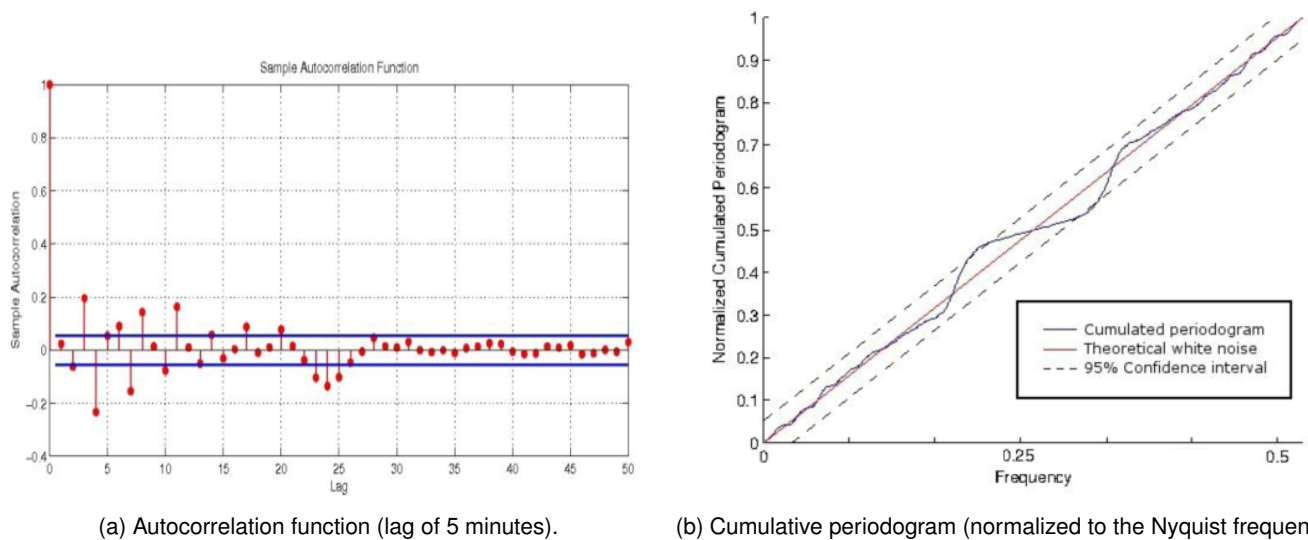 Sample Autocorrelation Function
1
0.8
0.6
0.4
0.2
0
−0.2
−0.4
Sample Autocorrelation
0 5 10 15 20 25 30 35 40 45 50
Lag
(a) Autocorrelation function (lag of 5 minutes).
1
0.9
0.8
0.7
0.6
0.5
0.4
0.3
0.2
0.1
0
Normalized Cumulated Periodogram
Cumulated periodogram
Theoretical white noise
95% Confidence interval
0 0.25 0.5
Frequency
(b) Cumulative periodogram (normalized to the Nyquist frequen